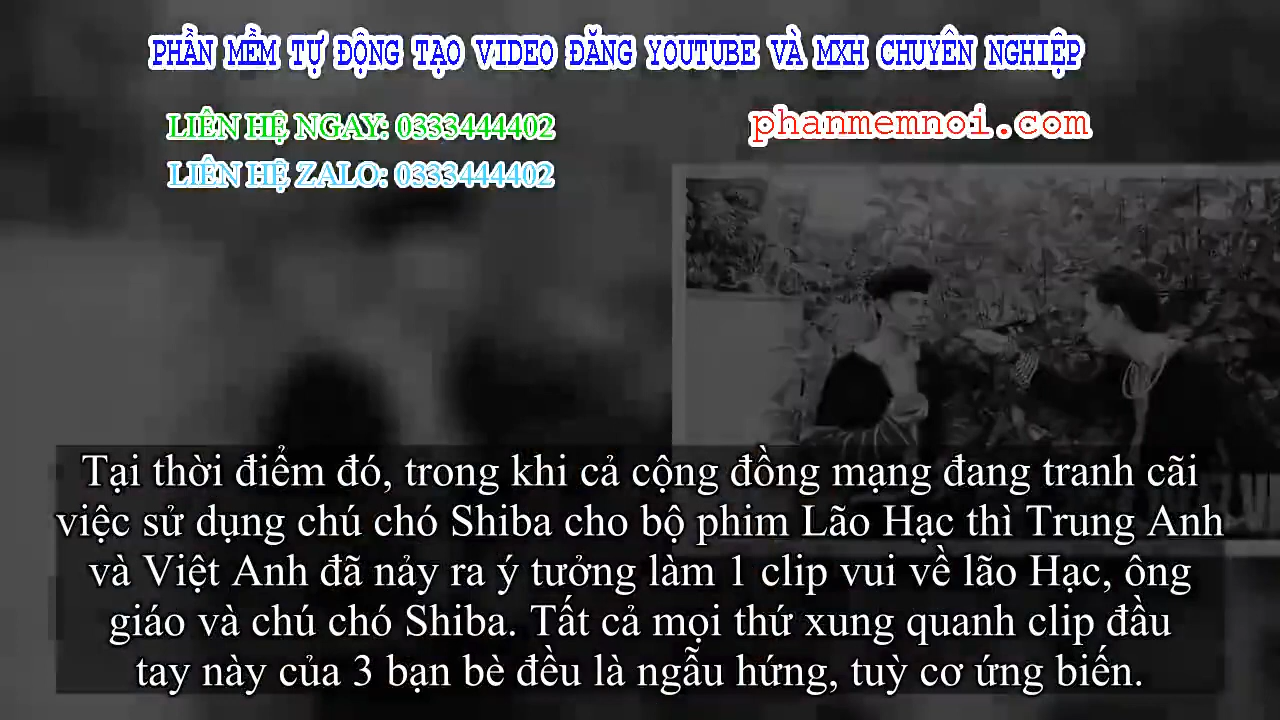 PHẦN MỀM TỰ ĐỘNG TẠO VIDEO ĐĂNG YOUTUBE VÀ MXH CHUYÊN NGHIỆP
LIÊN HỆ NGAY: 0333444402
phanmemnoi.com
LIÊN HỆ ZALO: 0333444402
Tại thời điểm đó, trong khi cả cộng đồng mạng đang tranh cãi
việc sử dụng chú chó Shiba cho bộ phim Lão Hạc thì Trung Anh
và Việt Anh đã nảy ra ý tưởng làm 1 clip vui về lão Hạc, ông
giáo và chú chó Shiba. Tất cả mọi thứ xung quanh clip đầu
tay này của 3 bạn bè đều là ngẫu hứng, tuỳ cơ ứng biến.